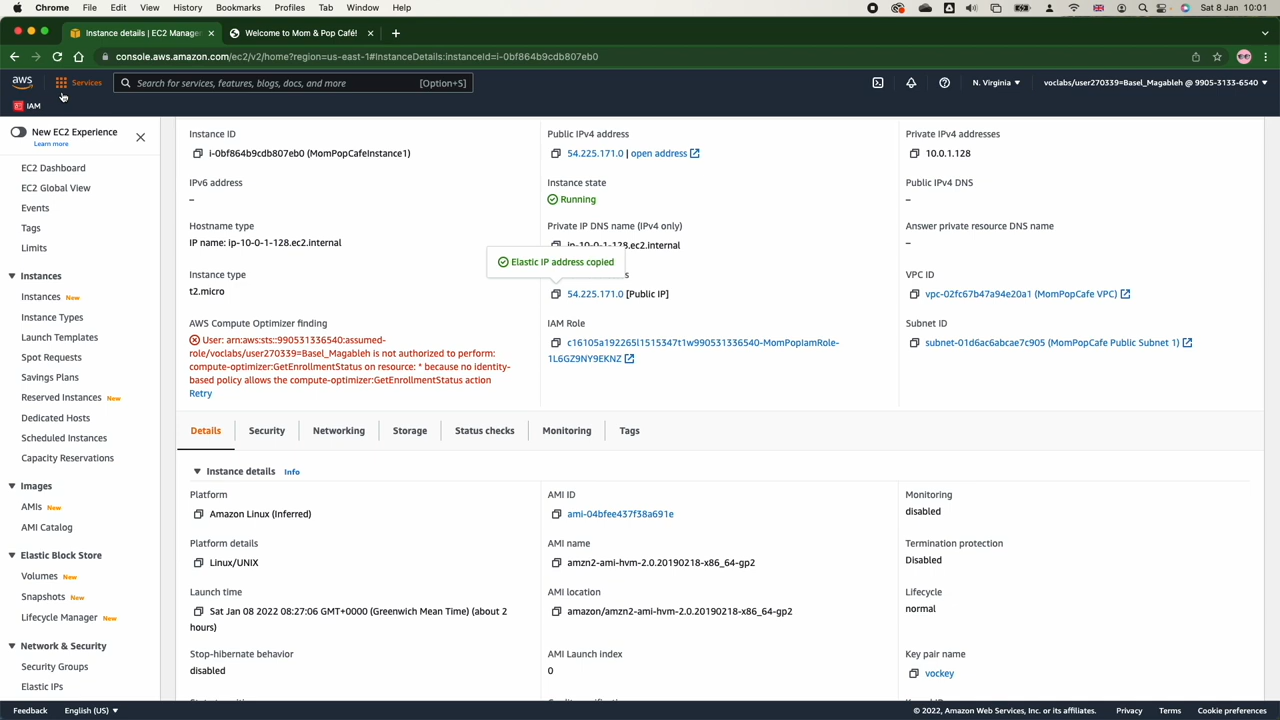 Chrome File Edit View History Bookmarks Profiles Tab Window Help
Sat 8 Jan 10:01
Instance details | EC2 Manager
Welcome to Mom & Pop Café!
console.aws.amazon.com/ec2/v2/home?region=us-east-1#InstanceDetails:instanceId=i-0bf864b9cdb807eb0
aws
Services
Search for services, features, blogs, docs, and more
[Option+S]
N. Virginia
voclabs/user270339=Basel_Magableh @ 9905-3133-6540
IAM
New EC2 Experience
Learn more
EC2 Dashboard
EC2 Global View
Events
Tags
Limits
Instances
Instances New
Instance Types
Launch Templates
Spot Requests
Savings Plans
Reserved Instances New
Dedicated Hosts
Scheduled Instances
Capacity Reservations
Images
AMIs New
AMI Catalog
Elastic Block Store
Volumes New
Snapshots New
Lifecycle Manager New
Network & Security
Security Groups
Elastic IPs
Instance ID
i-0bf864b9cdb807eb0 (MomPopCafeInstance1)
Public IPv4 address
54.225.171.0 | open address
Private IPv4 addresses
10.0.1.128
IPv6 address
–
Instance state
Running
Public IPv4 DNS
–
Hostname type
IP name: ip-10-0-1-128.ec2.internal
Private IP DNS name (IPv4 only)
ip-10-0-1-128.ec2.internal
Answer private resource DNS name
–
Elastic IP address copied
Instance type
t2.micro
54.225.171.0 [Public IP]
VPC ID
vpc-02fc67b47a94e20a1 (MomPopCafe VPC)
AWS Compute Optimizer finding
User: arn:aws:sts::990531336540:assumed-
role/voclabs/user270339=Basel_Magableh is not authorized to perform:
compute-optimizer:GetEnrollmentStatus on resource: * because no identity-
based policy allows the compute-optimizer:GetEnrollmentStatus action
Retry
IAM Role
c16105a192265l1515347t1w990531336540-MomPopIamRole-
1L6GZ9NY9EKNZ
Subnet ID
subnet-01d6ac6abcae7c905 (MomPopCafe Public Subnet 1)
Details
Security
Networking
Storage
Status checks
Monitoring
Tags
Instance details Info
Platform
Amazon Linux (Inferred)
AMI ID
ami-04bfee437f38a691e
Monitoring
disabled
Platform details
Linux/UNIX
AMI name
amzn2-ami-hvm-2.0.20190218-x86_64-gp2
Termination protection
Disabled
Launch time
Sat Jan 08 2022 08:27:06 GMT+0000 (Greenwich Mean Time) (about 2
hours)
AMI location
amazon/amzn2-ami-hvm-2.0.20190218-x86_64-gp2
Lifecycle
normal
Stop-hibernate behavior
disabled
AMI Launch index
0
Key pair name
vockey
Feedback
English (US)
© 2022, Amazon Web Services, Inc. or its affiliates.
Privacy
Terms
Cookie preferences